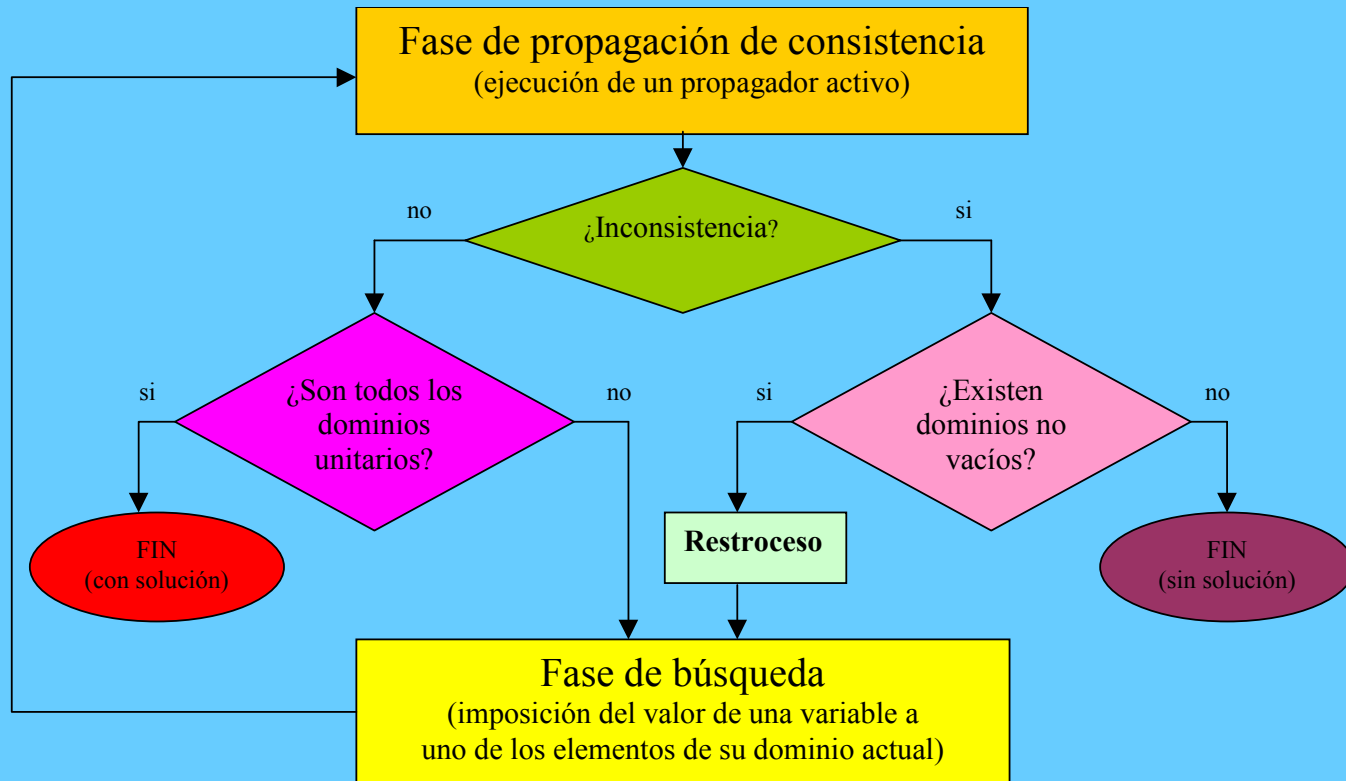 Fase de propagación de consistencia
(ejecución de un propagador activo)
no
si
¿Inconsistencia?
si
¿Son todos los
dominios
unitarios?
no
si
¿Existen
dominios no
vacíos?
no
FIN
(con solución)
Restroceso
FIN
(sin solución)
Fase de búsqueda
(imposición del valor de una variable a
uno de los elementos de su dominio actual)